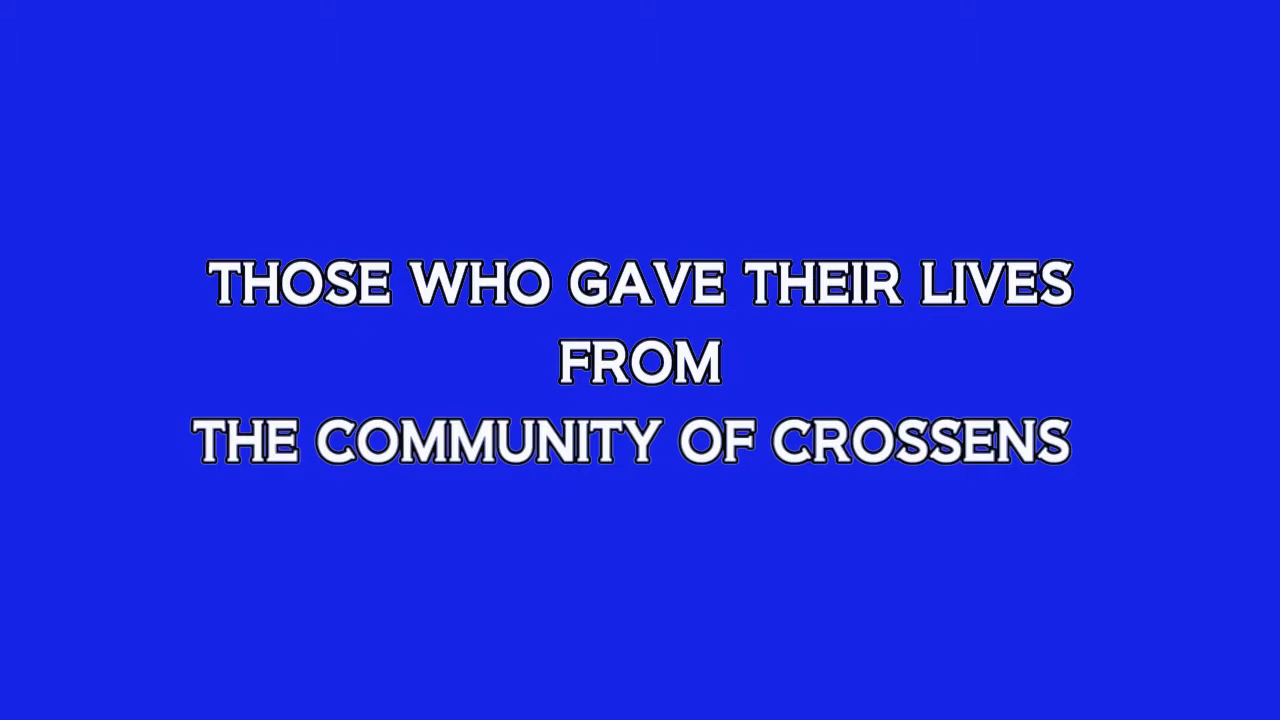 THOSE WHO GAVE THEIR LIVES
FROM
THE COMMUNITY OF CROSSENS